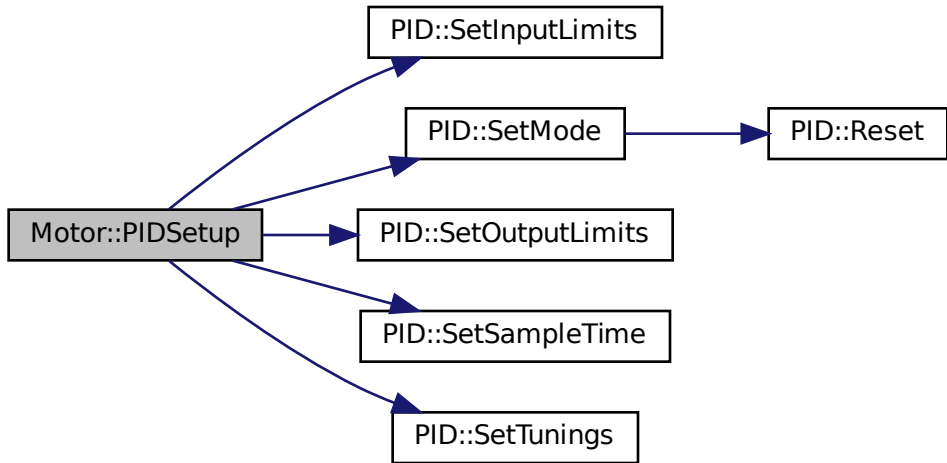 PID::SetInputLimits
PID::SetMode
PID::Reset
Motor::PIDSetup
PID::SetOutputLimits
PID::SetSampleTime
PID::SetTunings